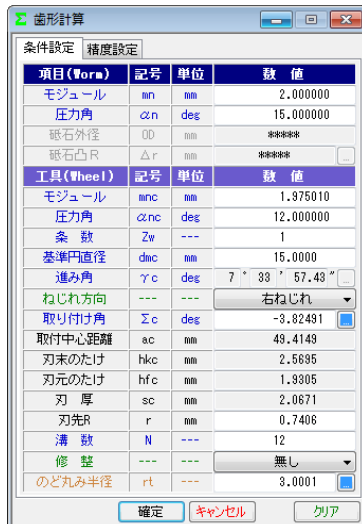 Σ 歯形計算
条件設定 精度設定
項目(Worm) 記号 単位 数 値
モジュール mn mm 2.000000
圧力角 αn deg 15.000000
砥石外径 OD mm *****
砥石凸R Δr mm ***** ...
工具(Wheel) 記号 単位 数 値
モジュール mnc mm 1.975010
圧力角 αnc deg 12.000000
条 数 Zw --- 1
基準円直径 dmc mm 15.0000
進み角 γc deg 7 ° 33 ' 57.43 " ...
ねじれ方向 --- --- 右ねじれ
取り付け角 Σc deg -3.82491 ...
取付中心距離 ac mm 49.4149
刃末のたけ hkc mm 2.5695
刃元のたけ hfc mm 1.9305
刃 厚 sc mm 2.0671
刃先R r mm 0.7406
溝 数 N --- 12
修 整 --- --- 無し
のど丸み半径 rt --- 3.0001 ...
確定 キャンセル クリア